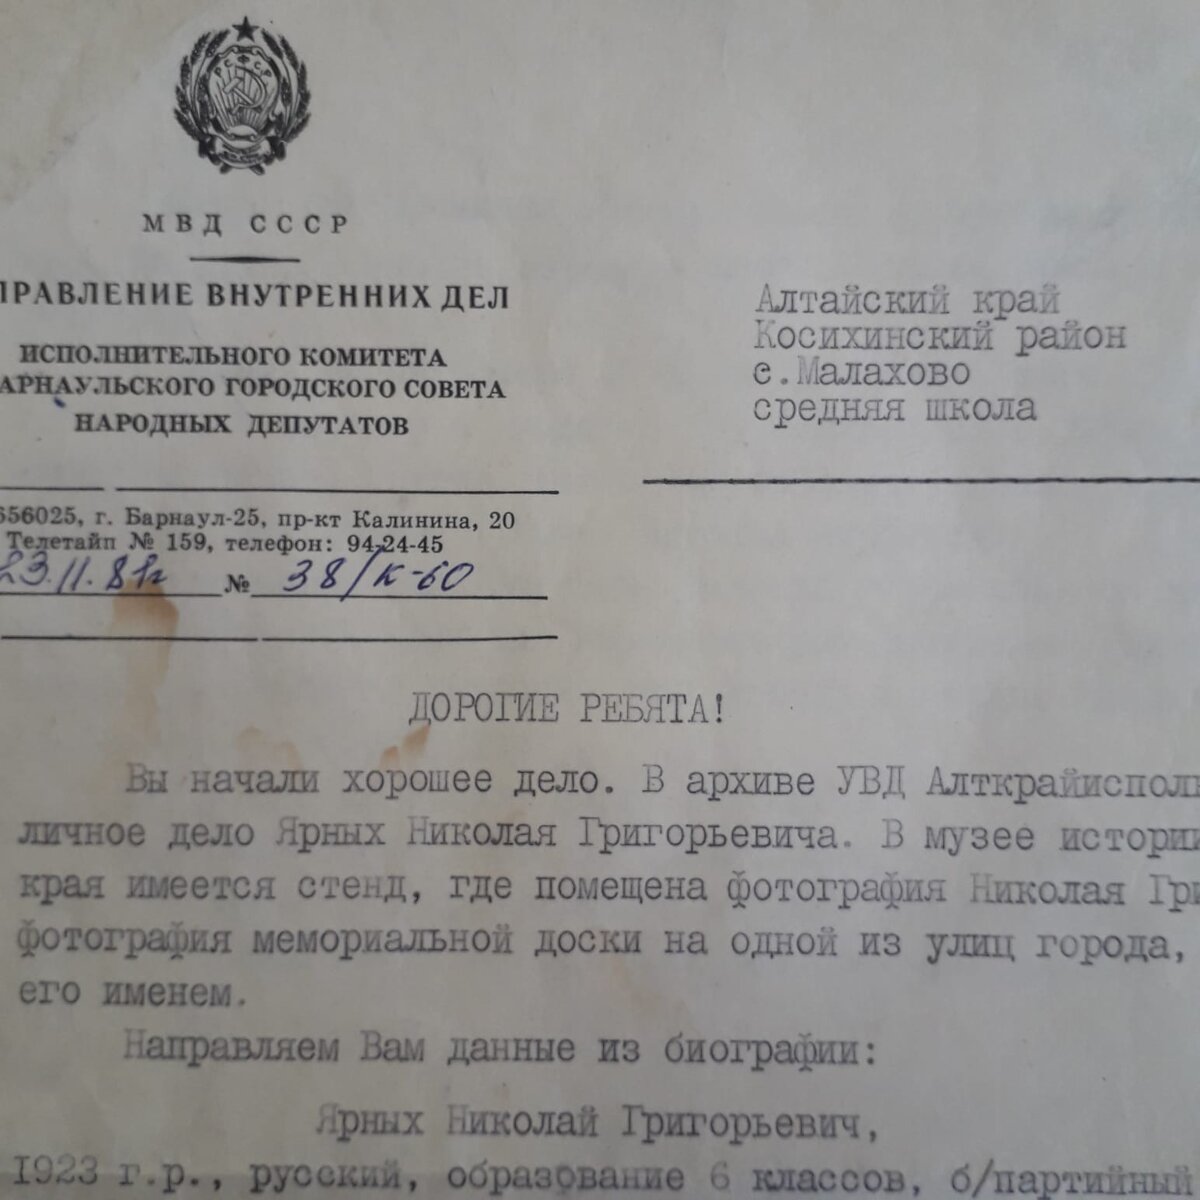 РСФСР
МВД СССР
ПРАВЛЕНИЕ ВНУТРЕННИХ ДЕЛ
ИСПОЛНИТЕЛЬНОГО КОМИТЕТА
АРНАУЛЬСКОГО ГОРОДСКОГО СОВЕТА
НАРОДНЫХ ДЕПУТАТОВ
656025, г. Барнаул-25, пр-кт Калинина, 20
Телетайп № 159, телефон: 94-24-45
№ 38/К-60
Алтайский край
Косихинский район
с.Малахово
средняя школа
ДОРОГИЕ РЕБЯТА!
Вы начали хорошее дело. В архиве УВД Алткрайисполк
личное дело Ярных Николая Григорьевича. В музее истории
края имеется стенд, где помещена фотография Николая Гри
фотография мемориальной доски на одной из улиц города,
его именем.
Направляем Вам данные из биографии:
Ярных Николай Григорьевич,
1923 г.р., русский, образование 6 классов, б/партийный